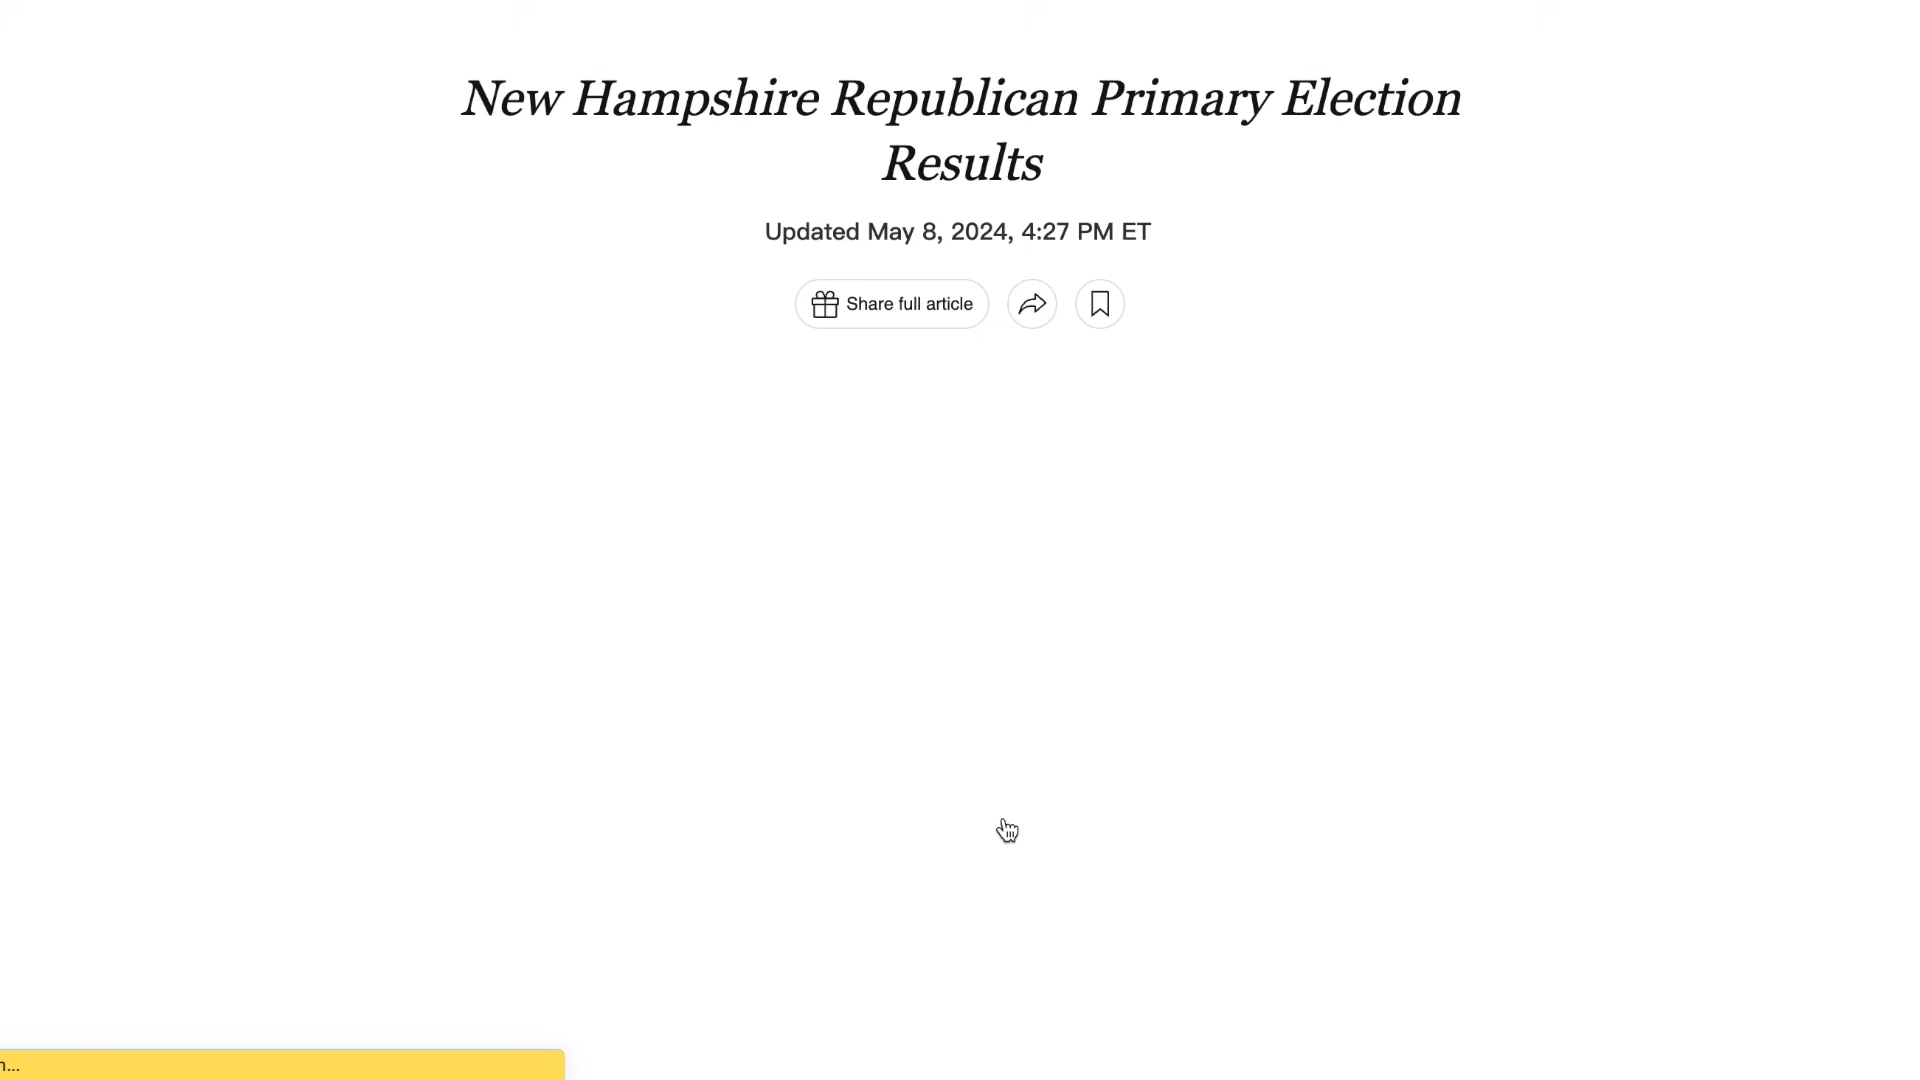 New Hampshire Republican Primary Election
Results
Updated May 8, 2024, 4:27 PM ET
Share full article